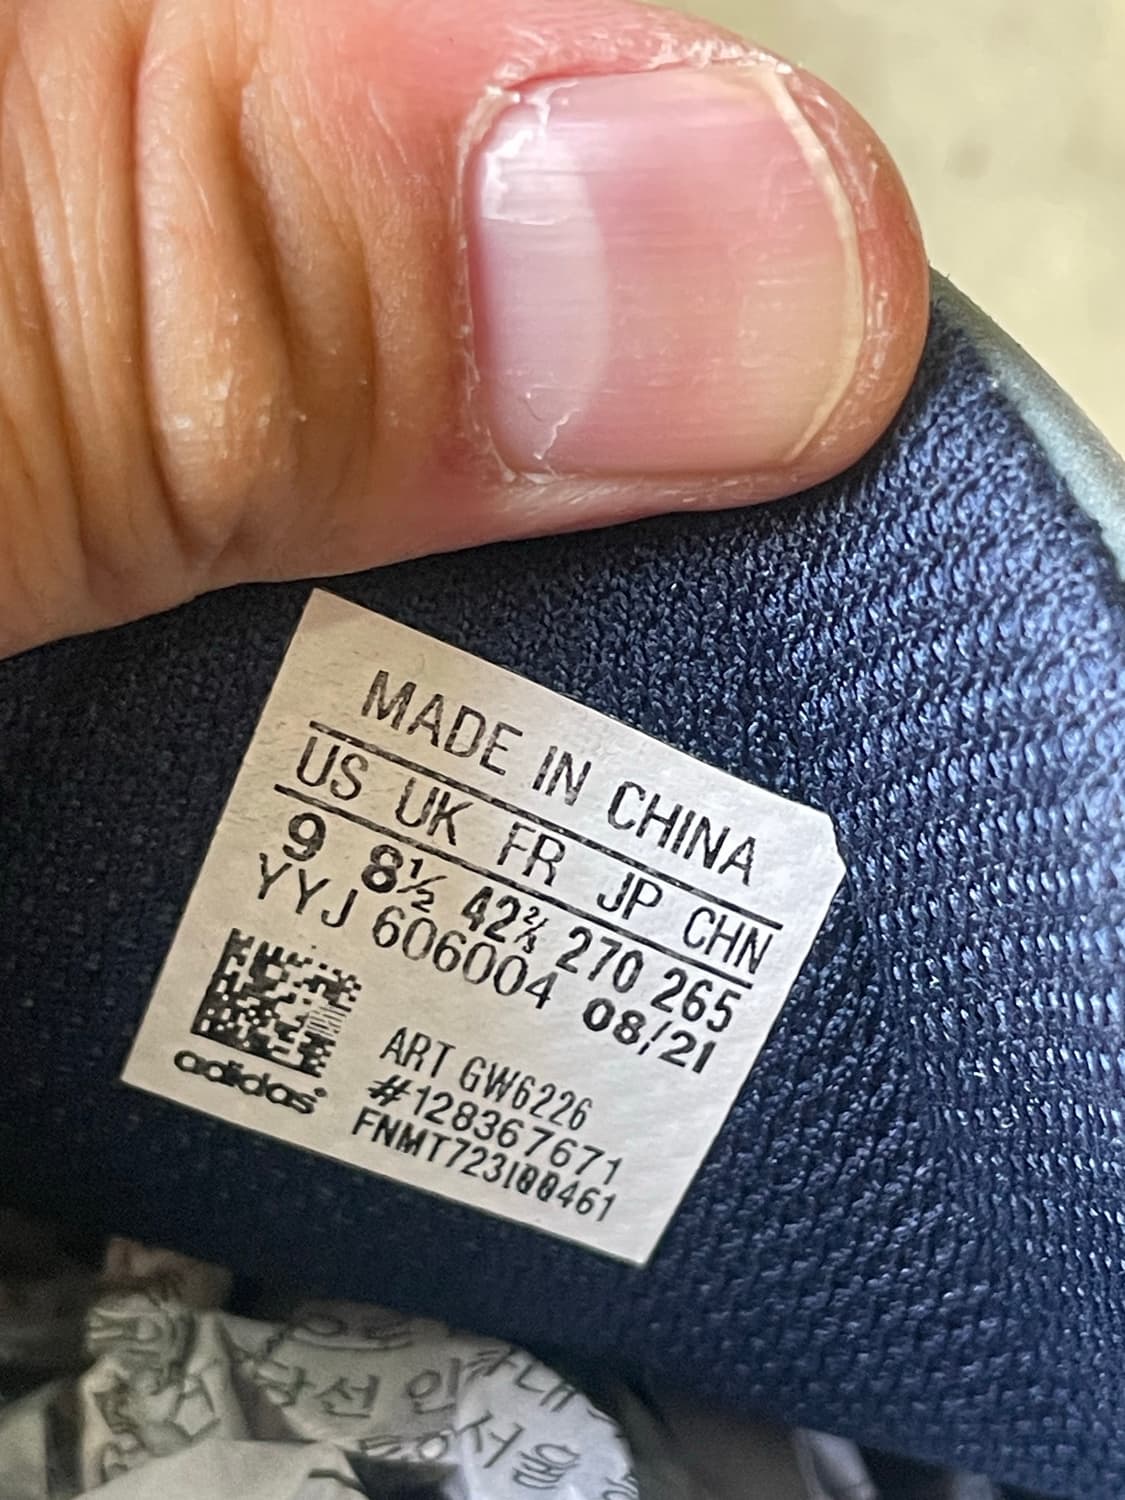 MADE IN CHINA
US UK FR JP CHN
9 8½ 42⅔ 270 265
YYJ 606004 08/21
ART GW6226
#128367671
FNMT723100461
adidas